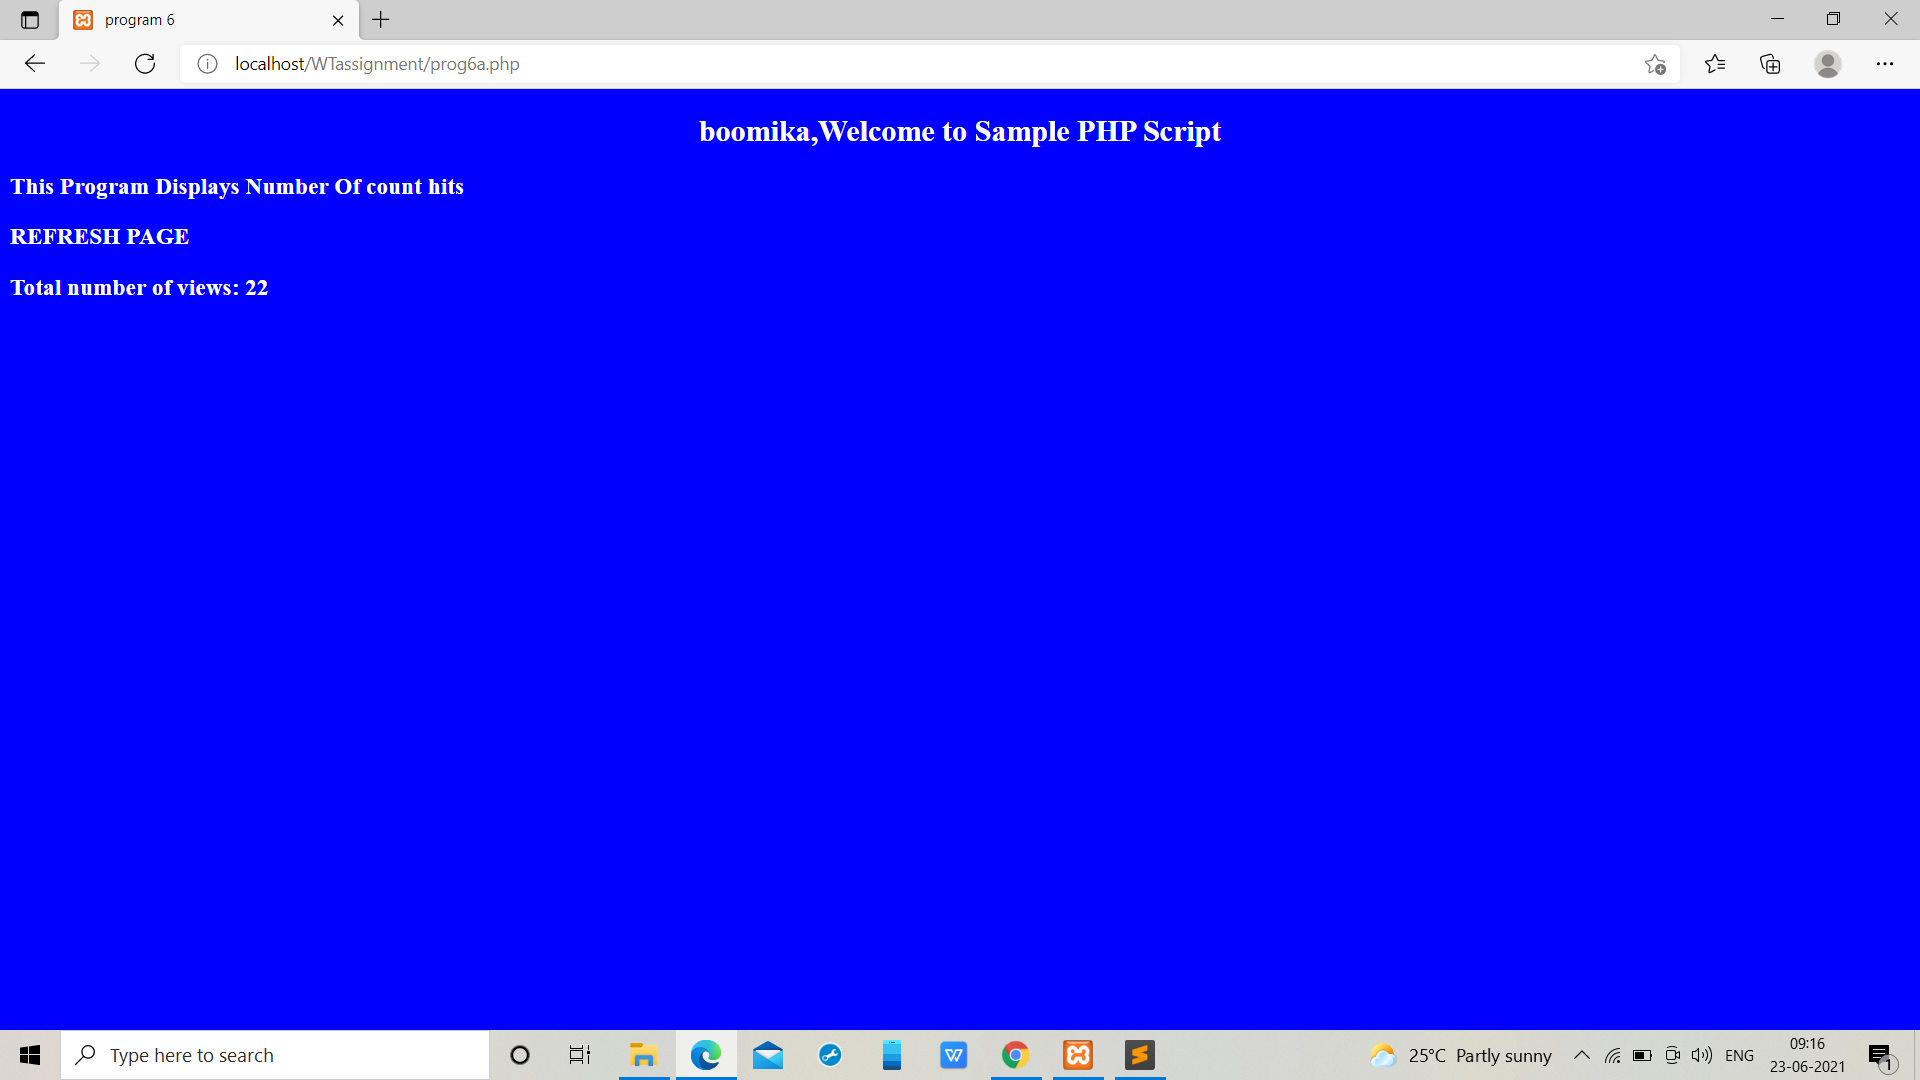 program 6
localhost/WTassignment/prog6a.php
boomika,Welcome to Sample PHP Script
This Program Displays Number Of count hits
REFRESH PAGE
Total number of views: 22
Type here to search
25°C Partly sunny
ENG
09:16
23-06-2021
1